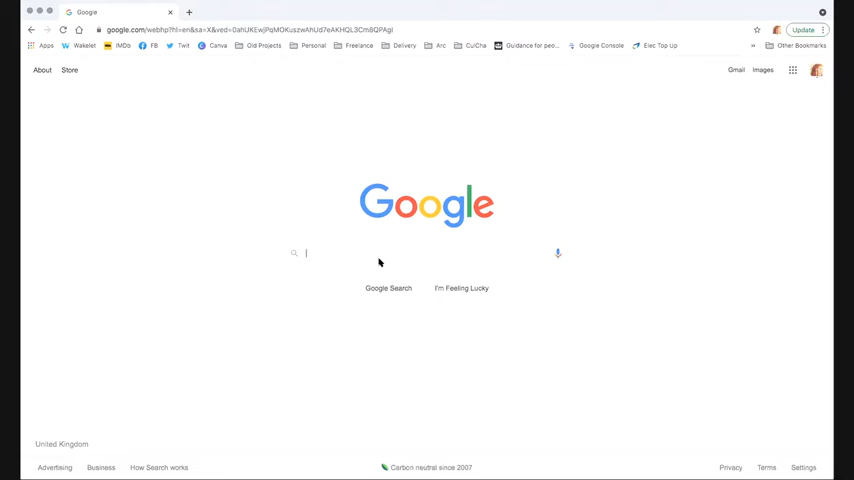 Google
google.com/webhp?hl=en&sa=X&ved=0ahUKEwjPqMOKuszwAhUd7eAKHQL3Cm8QPAgI
Update
Apps Wakelet IMDb FB Twit Canva Old Projects Personal Freelance Delivery Arc Cu/Cha Guidance for peo... Google Console Elec Top Up » Other Bookmarks
About Store Gmail Images
Google
Google Search I'm Feeling Lucky
United Kingdom
Advertising Business How Search works Carbon neutral since 2007 Privacy Terms Settings